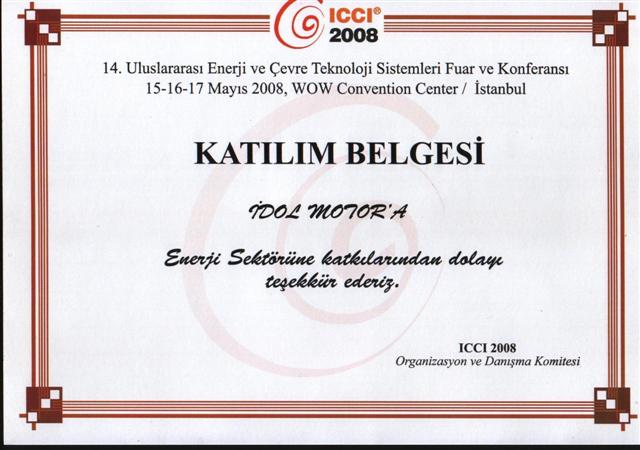 ICCI®
2008
14. Uluslararası Enerji ve Çevre Teknoloji Sistemleri Fuar ve Konferansı
15-16-17 Mayıs 2008, WOW Convention Center / İstanbul
KATILIM BELGESİ
İDOL MOTOR'A
Enerji Sektörüne katkılarından dolayı
teşekkür ederiz.
ICCI 2008
Organizasyon ve Danışma Komitesi